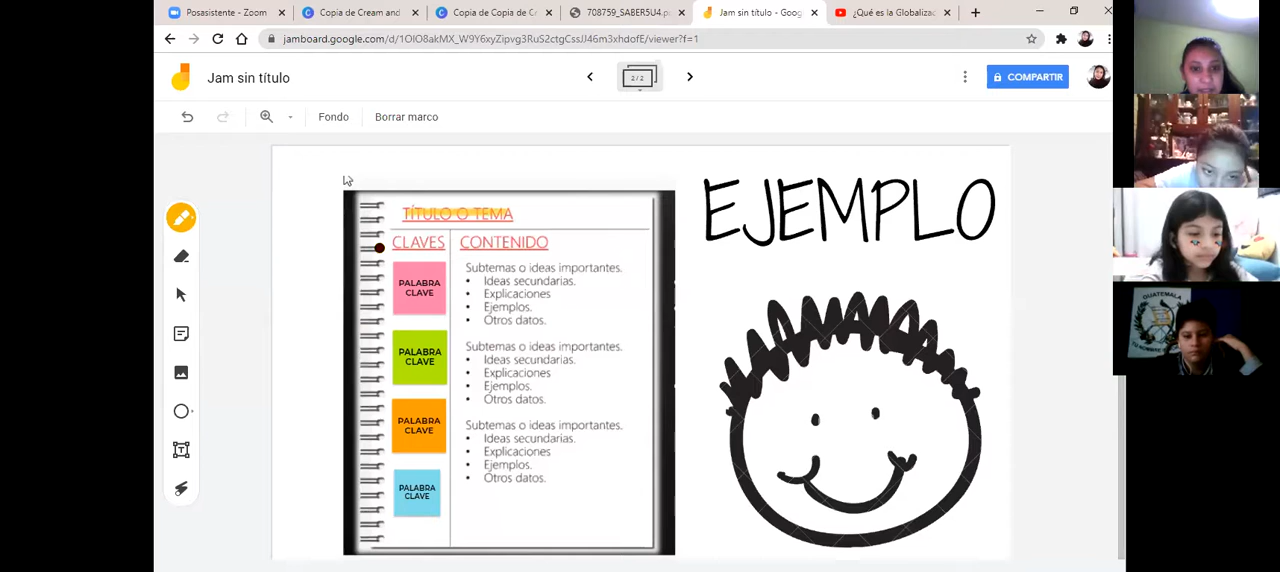 Posasistente - Zoom
Copia de Cream and
Copia de Copia de C
708759_SABER5U4.p
Jam sin título - Goog
¿Qué es la Globaliza
jamboard.google.com/d/1OIO8akMX_W9Y6xyZipvg3RuS2ctgCssJJ46m3xhdofE/viewer?f=1
Jam sin título
2 / 2
COMPARTIR
Fondo
Borrar marco
TÍTULO O TEMA
CLAVES
CONTENIDO
PALABRA
CLAVE
Subtemas o ideas importantes.
• Ideas secundarias.
• Explicaciones
• Ejemplos.
• Otros datos.
PALABRA
CLAVE
Subtemas o ideas importantes.
• Ideas secundarias.
• Explicaciones
• Ejemplos.
• Otros datos.
PALABRA
CLAVE
Subtemas o ideas importantes.
• Ideas secundarias.
• Explicaciones
• Ejemplos.
• Otros datos.
PALABRA
CLAVE
EJEMPLO
GUATEMALA